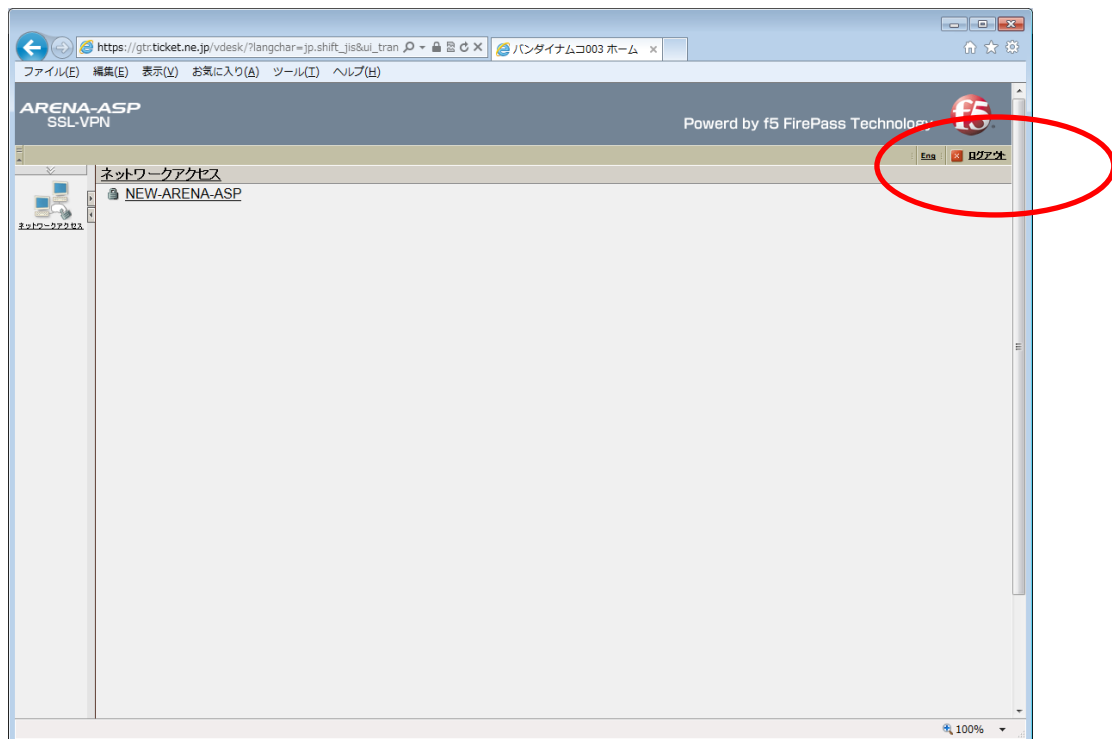 https://gtr.ticket.ne.jp/vdesk/?langchar=jp.shift_jis&ui_tran
バンダイナムコ003 ホーム
ファイル(F) 編集(E) 表示(V) お気に入り(A) ツール(T) ヘルプ(H)
ARENA-ASP
SSL-VPN
Powerd by f5 FirePass Technology
f5
Eng ログアウト
ネットワークアクセス
NEW-ARENA-ASP
ネットワークアクセス
100%